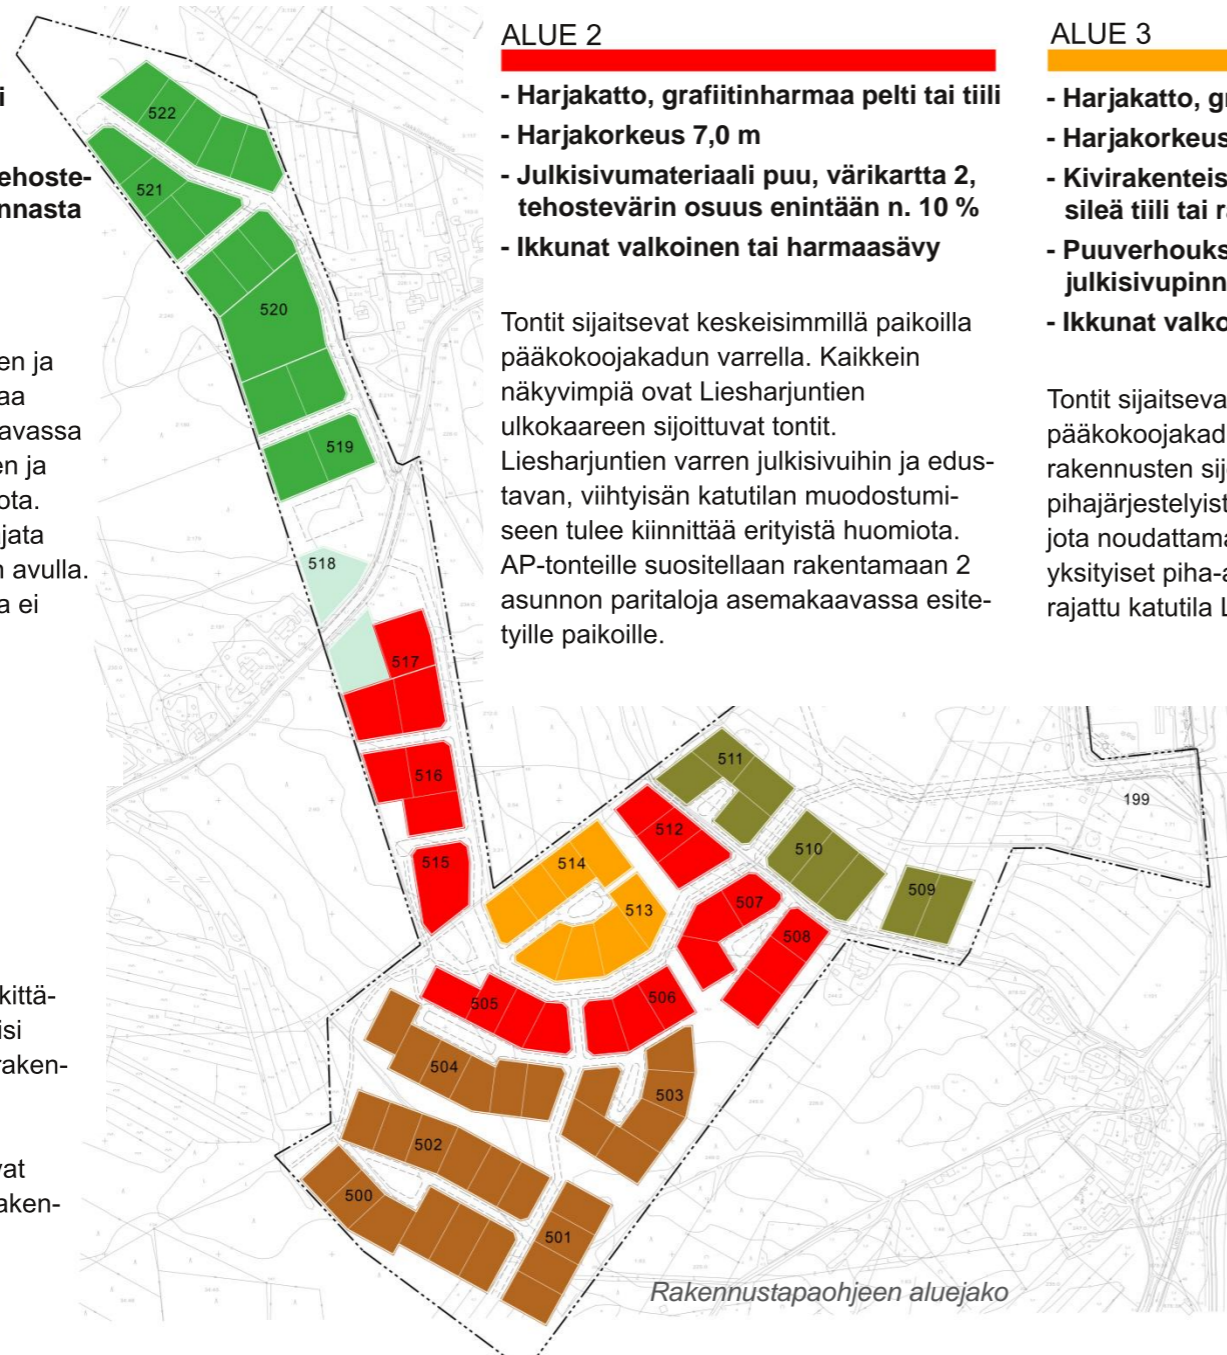 i
ehoste-
nnasta
en ja
aa
avassa
en ja
ota.
jata
n avulla.
a ei
kittä-
isi
raken-
vat
aken-
ALUE 2
- Harjakatto, grafiitinharmaa pelti tai tiili
- Harjakorkeus 7,0 m
- Julkisivumateriaali puu, värikartta 2,
tehostevärin osuus enintään n. 10 %
- Ikkunat valkoinen tai harmaasävy
Tontit sijaitsevat keskeisimmillä paikoilla
pääkokoojakadun varrella. Kaikkein
näkyvimpiä ovat Liesharjuntien
ulkokaareen sijoittuvat tontit.
Liesharjuntien varren julkisivuihin ja edus-
tavan, viihtyisän katutilan muodostumi-
seen tulee kiinnittää erityistä huomiota.
AP-tonteille suositellaan rakentamaan 2
asunnon paritaloja asemakaavassa esite-
tyille paikoille.
ALUE 3
- Harjakatto, gr
- Harjakorkeus
- Kivirakenteis
sileä tiili tai ra
- Puuverhouks
julkisivupinn
- Ikkunat valko
Tontit sijaitseva
pääkokoojakad
rakennusten sij
pihajärjestelyist
jota noudattama
yksityiset piha-a
rajattu katutila L
522
521
520
519
518
517
516
515
511
199
512
510
514
509
507
513
508
505
506
504
503
502
500
501
Rakennustapaohjeen aluejako